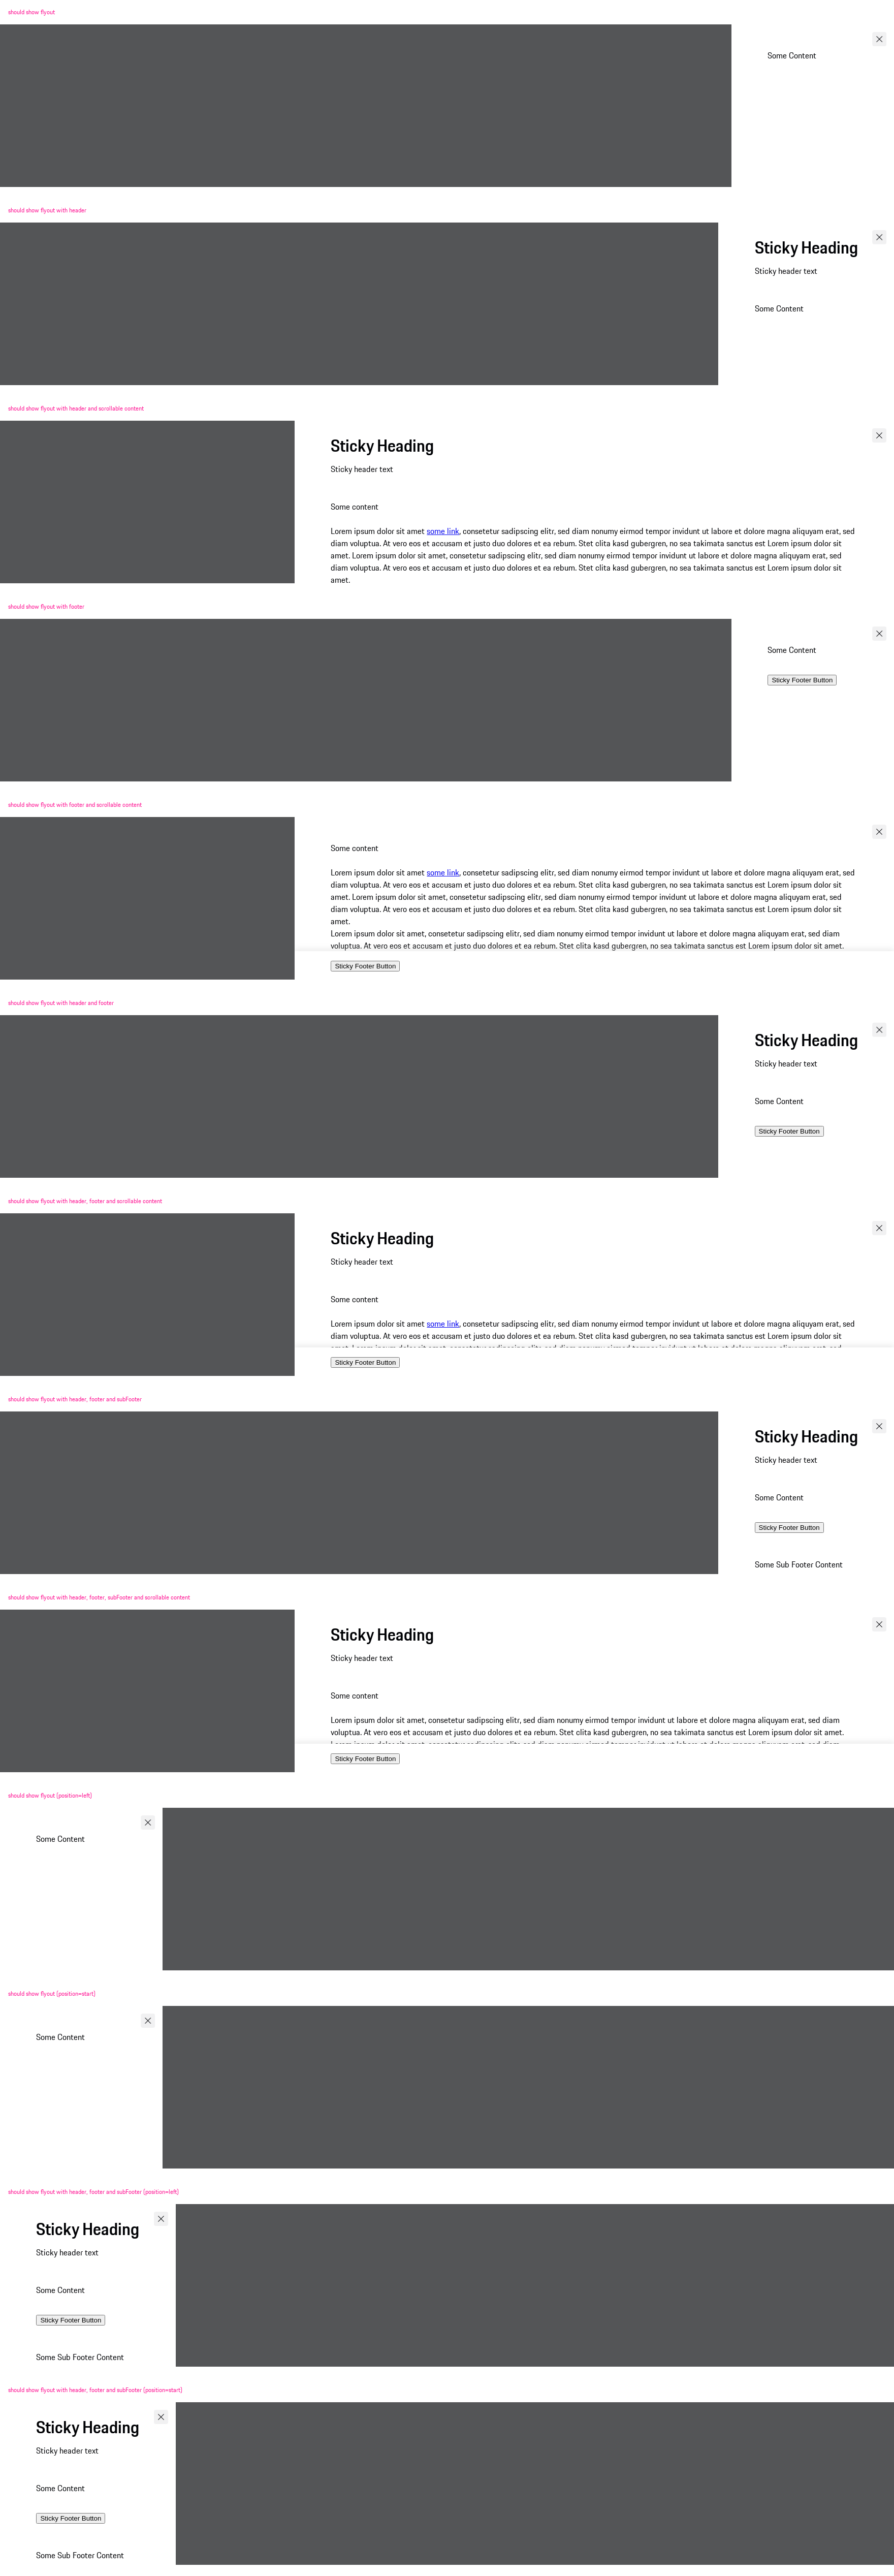 should show flyout
Some Content
should show flyout with header
Sticky Heading
Sticky header text
Some Content
should show flyout with header and scrollable content
Sticky Heading
Sticky header text
Some content
Lorem ipsum dolor sit amet some link, consetetur sadipscing elitr, sed diam nonumy eirmod tempor invidunt ut labore et dolore magna aliquyam erat, sed
diam voluptua. At vero eos et accusam et justo duo dolores et ea rebum. Stet clita kasd gubergren, no sea takimata sanctus est Lorem ipsum dolor sit
amet. Lorem ipsum dolor sit amet, consetetur sadipscing elitr, sed diam nonumy eirmod tempor invidunt ut labore et dolore magna aliquyam erat, sed
diam voluptua. At vero eos et accusam et justo duo dolores et ea rebum. Stet clita kasd gubergren, no sea takimata sanctus est Lorem ipsum dolor sit
amet.
should show flyout with footer
Some Content
Sticky Footer Button
should show flyout with footer and scrollable content
Some content
Lorem ipsum dolor sit amet some link, consetetur sadipscing elitr, sed diam nonumy eirmod tempor invidunt ut labore et dolore magna aliquyam erat, sed
diam voluptua. At vero eos et accusam et justo duo dolores et ea rebum. Stet clita kasd gubergren, no sea takimata sanctus est Lorem ipsum dolor sit
amet. Lorem ipsum dolor sit amet, consetetur sadipscing elitr, sed diam nonumy eirmod tempor invidunt ut labore et dolore magna aliquyam erat, sed
diam voluptua. At vero eos et accusam et justo duo dolores et ea rebum. Stet clita kasd gubergren, no sea takimata sanctus est Lorem ipsum dolor sit
amet.
Lorem ipsum dolor sit amet, consetetur sadipscing elitr, sed diam nonumy eirmod tempor invidunt ut labore et dolore magna aliquyam erat, sed diam
voluptua. At vero eos et accusam et justo duo dolores et ea rebum. Stet clita kasd gubergren, no sea takimata sanctus est Lorem ipsum dolor sit amet.
Sticky Footer Button
should show flyout with header and footer
Sticky Heading
Sticky header text
Some Content
Sticky Footer Button
should show flyout with header, footer and scrollable content
Sticky Heading
Sticky header text
Some content
Lorem ipsum dolor sit amet some link, consetetur sadipscing elitr, sed diam nonumy eirmod tempor invidunt ut labore et dolore magna aliquyam erat, sed
diam voluptua. At vero eos et accusam et justo duo dolores et ea rebum. Stet clita kasd gubergren, no sea takimata sanctus est Lorem ipsum dolor sit
Sticky Footer Button
should show flyout with header, footer and subFooter
Sticky Heading
Sticky header text
Some Content
Sticky Footer Button
Some Sub Footer Content
should show flyout with header, footer, subFooter and scrollable content
Sticky Heading
Sticky header text
Some content
Lorem ipsum dolor sit amet, consetetur sadipscing elitr, sed diam nonumy eirmod tempor invidunt ut labore et dolore magna aliquyam erat, sed diam
voluptua. At vero eos et accusam et justo duo dolores et ea rebum. Stet clita kasd gubergren, no sea takimata sanctus est Lorem ipsum dolor sit amet.
Sticky Footer Button
should show flyout (position=left)
Some Content
should show flyout (position=start)
Some Content
should show flyout with header, footer and subFooter (position=left)
Sticky Heading
Sticky header text
Some Content
Sticky Footer Button
Some Sub Footer Content
should show flyout with header, footer and subFooter (position=start)
Sticky Heading
Sticky header text
Some Content
Sticky Footer Button
Some Sub Footer Content